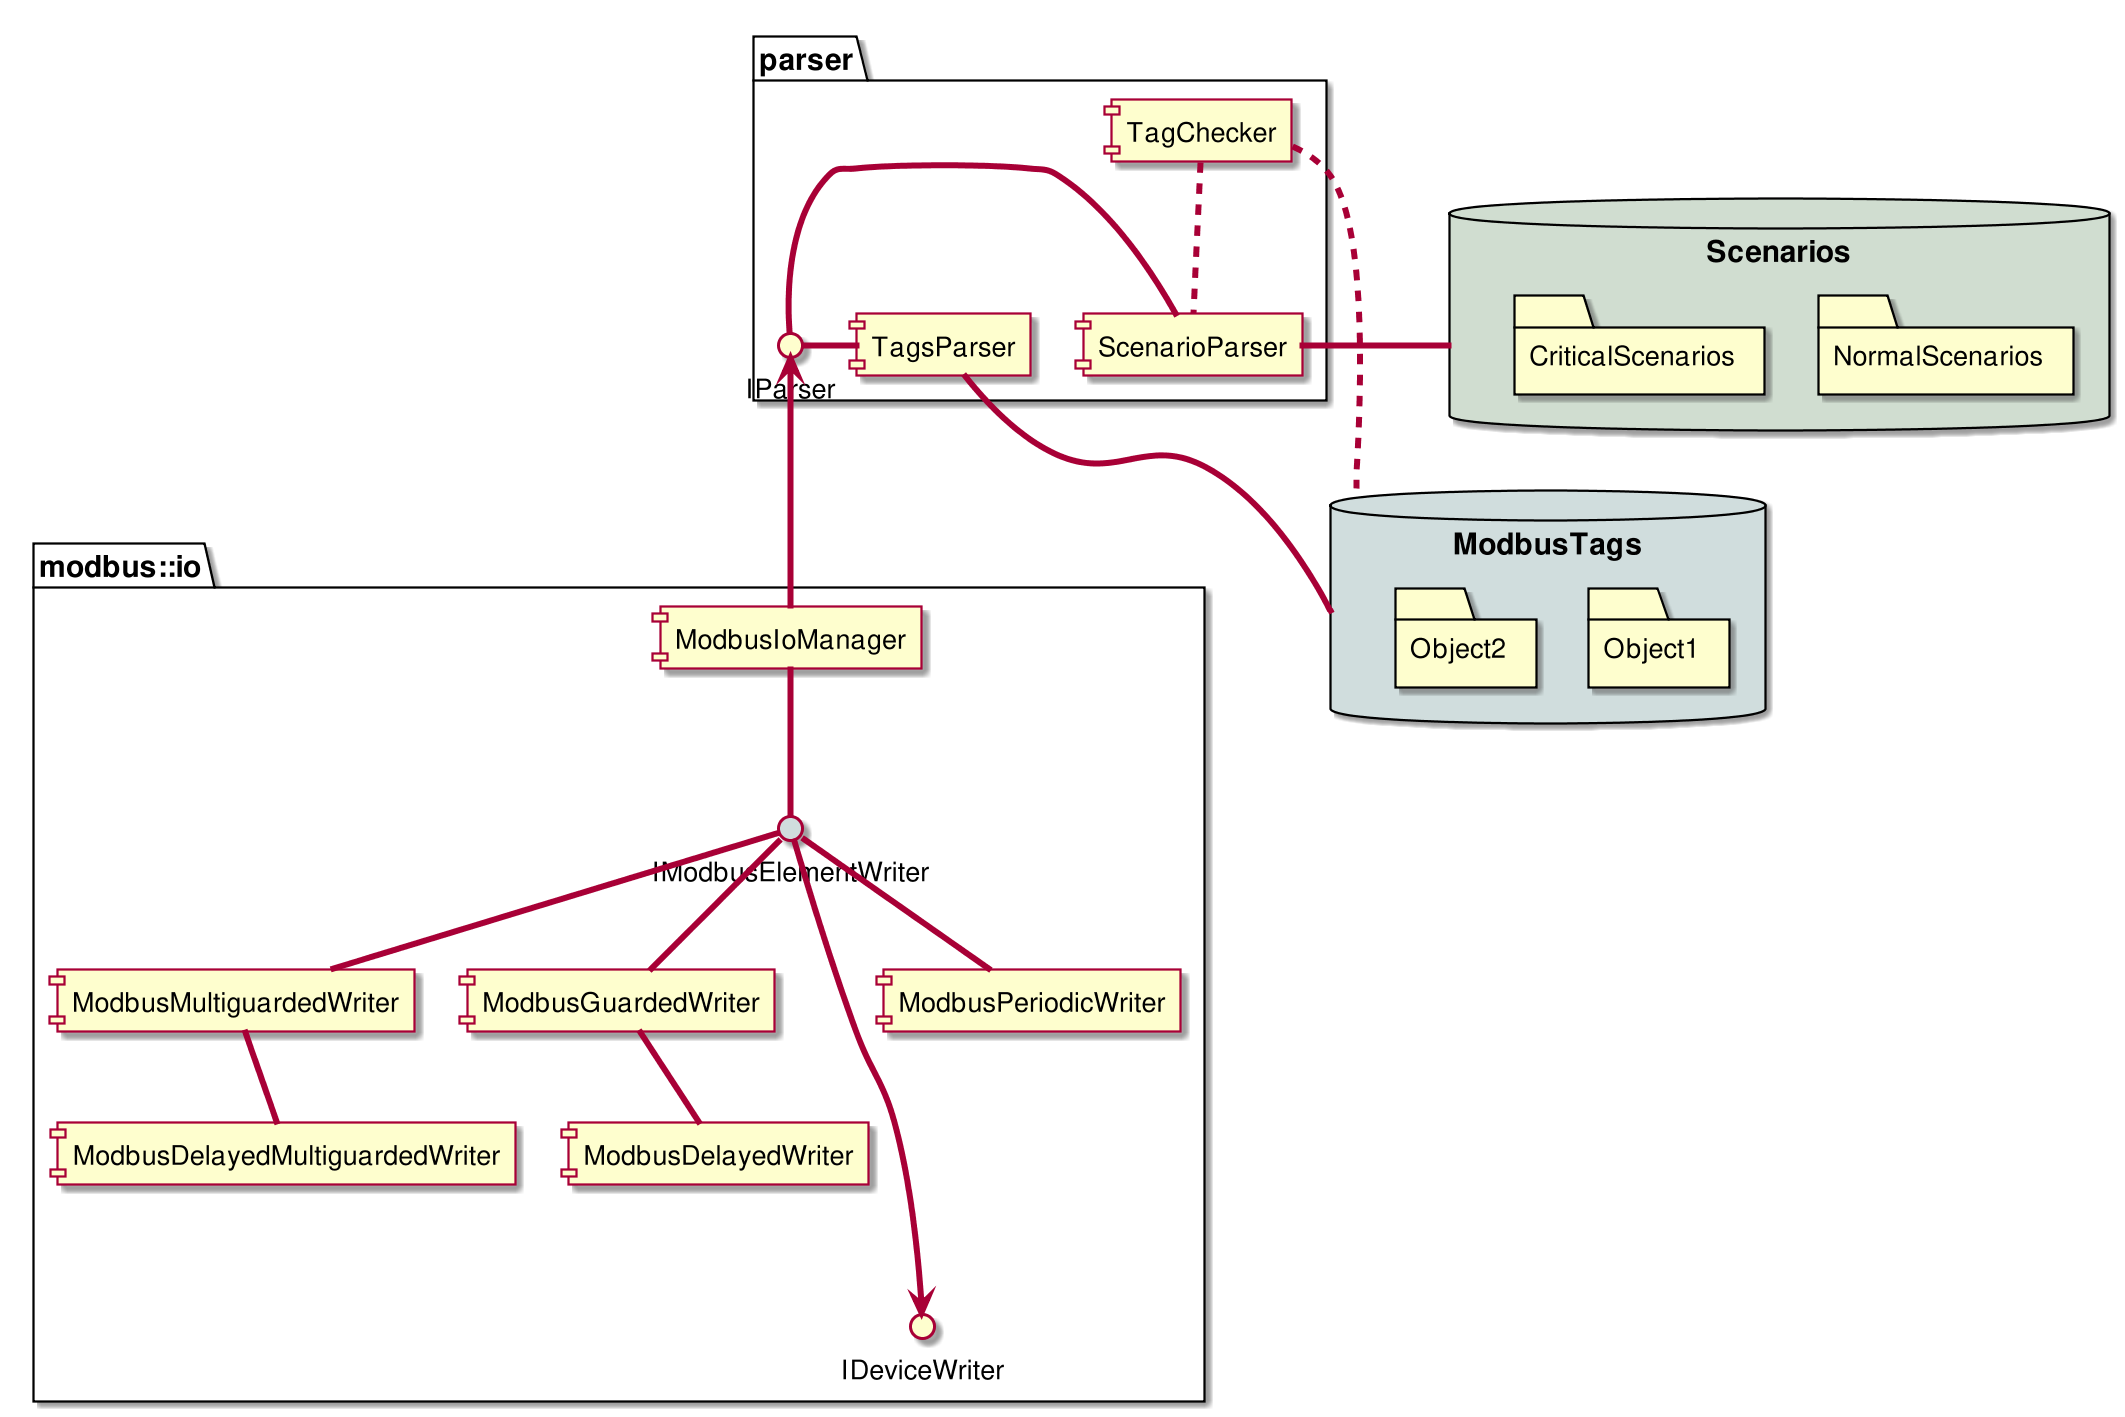 parser
TagChecker
Scenarios
CriticalScenarios
NormalScenarios
TagsParser
ScenarioParser
IParser
ModbusTags
Object2
Object1
modbus::io
ModbusIoManager
IModbusElementWriter
ModbusMultiguardedWriter
ModbusGuardedWriter
ModbusPeriodicWriter
ModbusDelayedMultiguardedWriter
ModbusDelayedWriter
IDeviceWriter